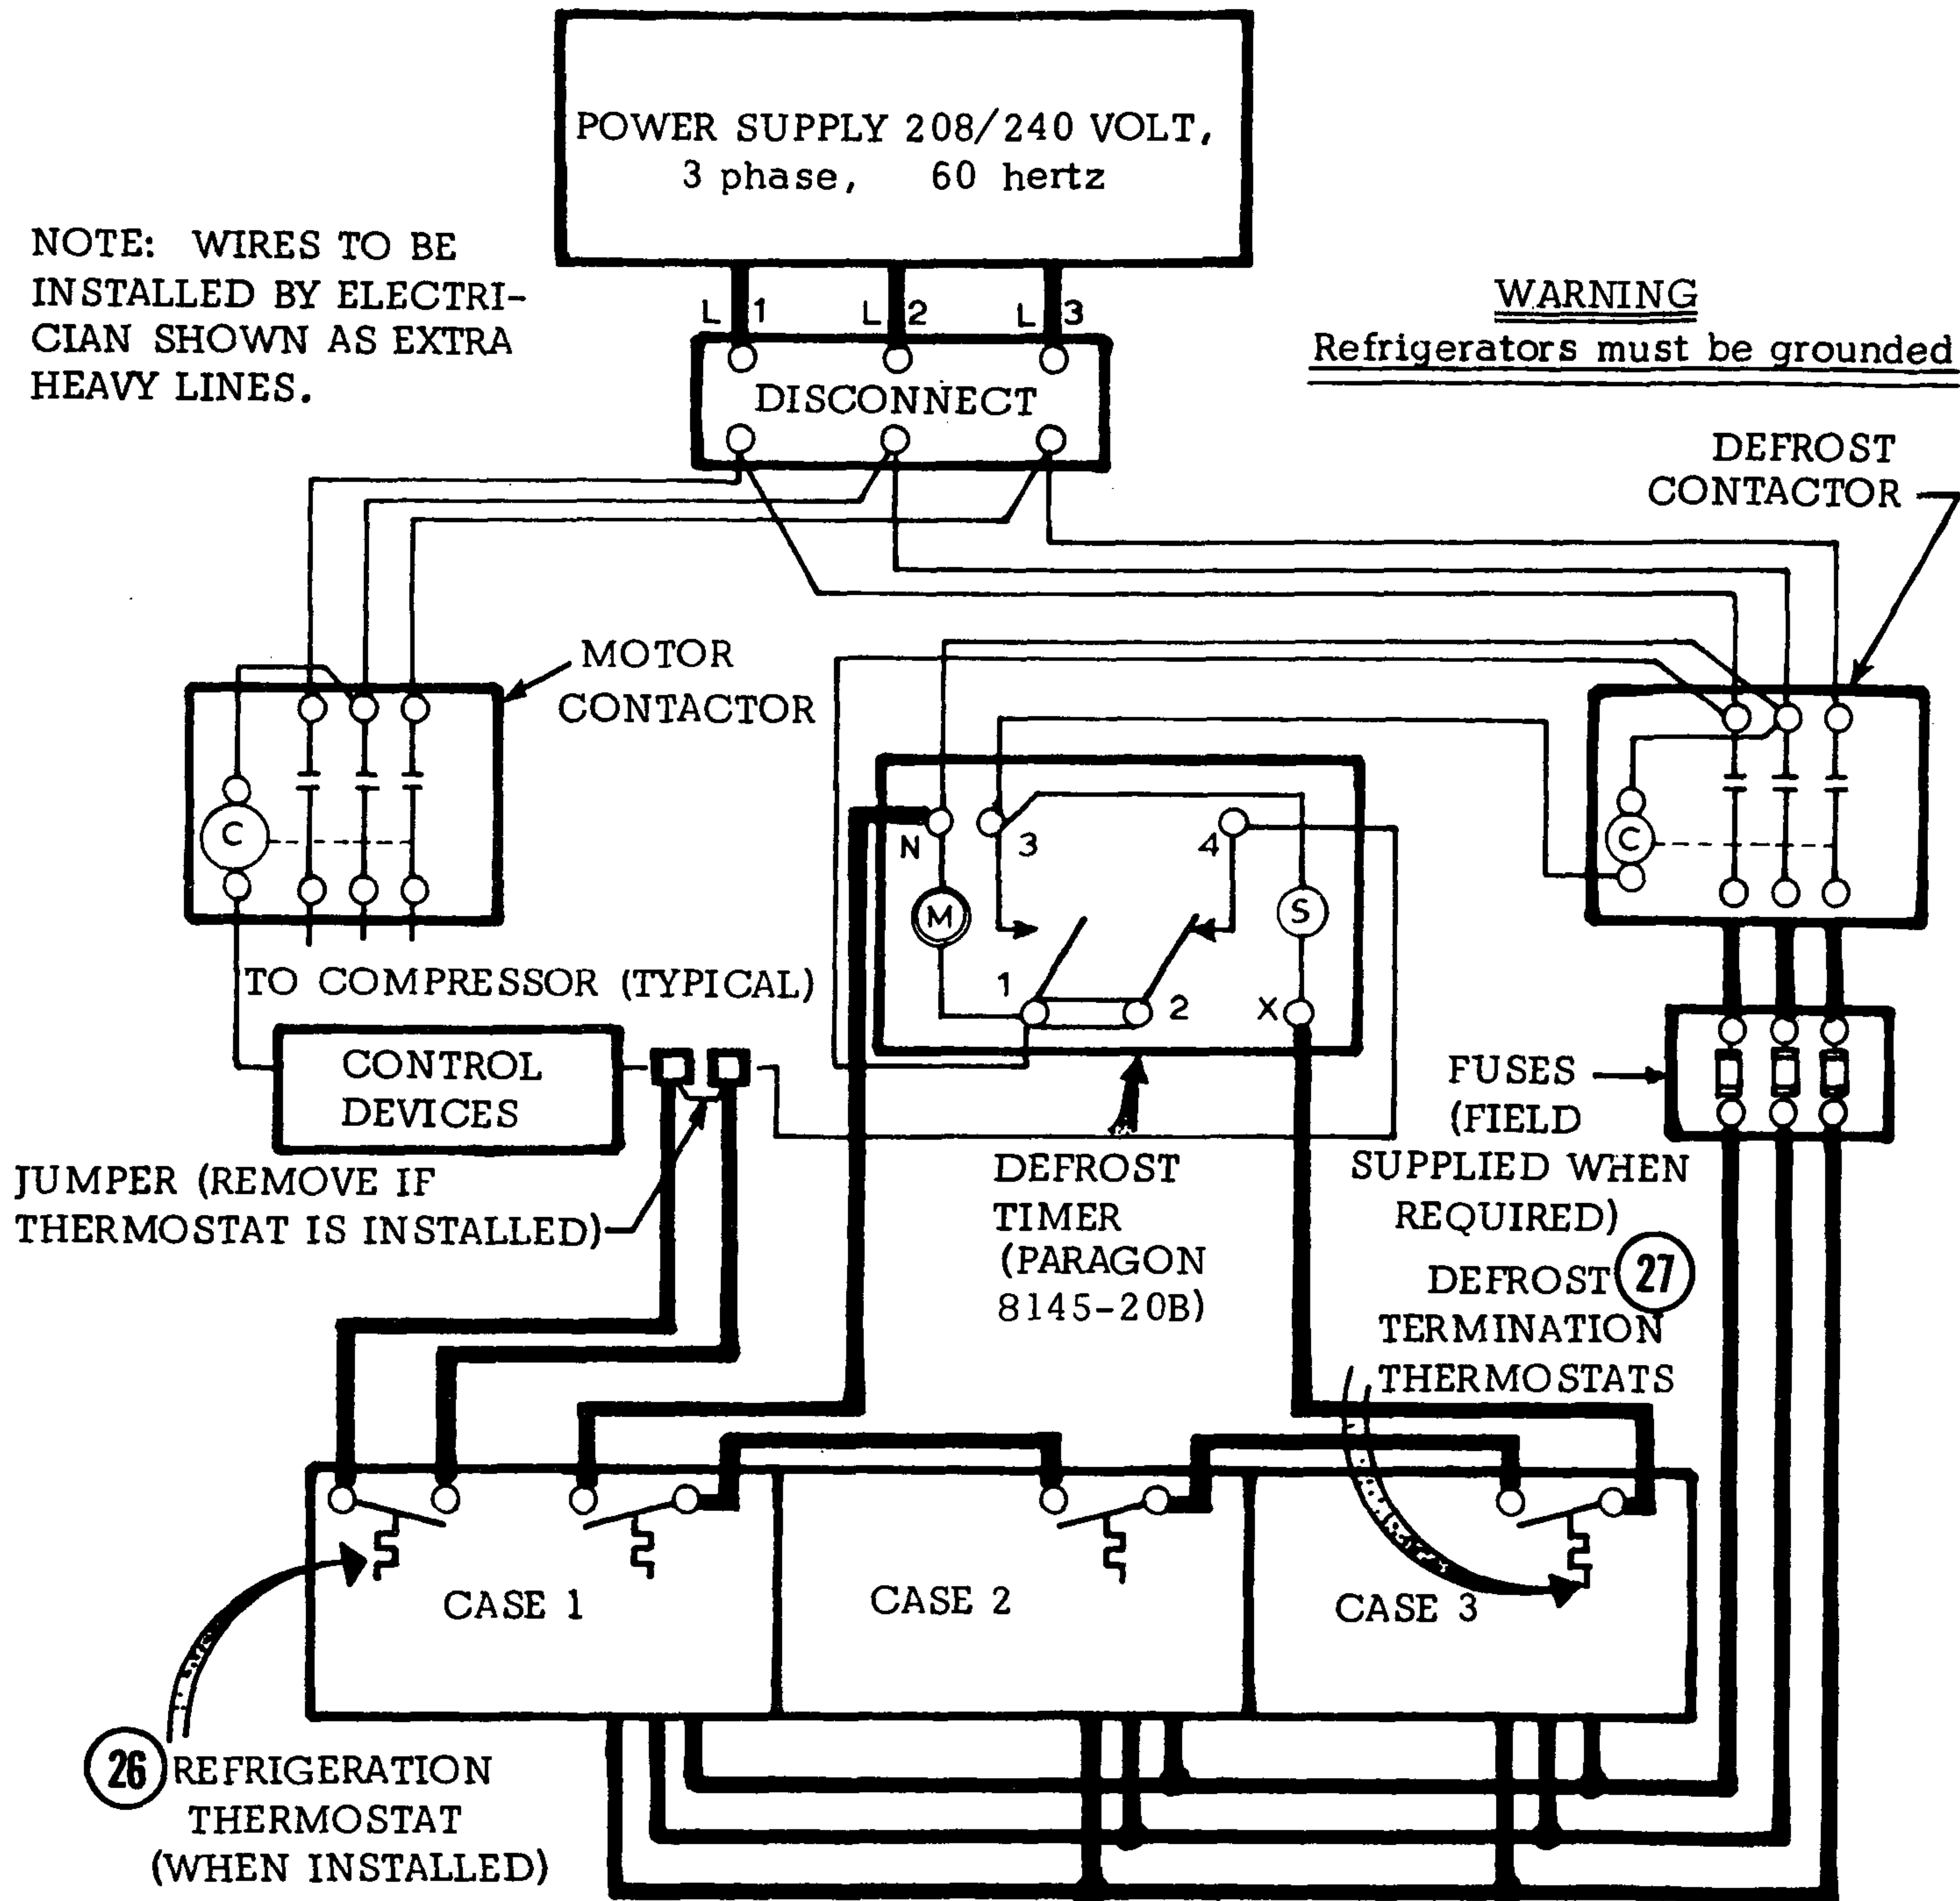 POWER SUPPLY 208/240 VOLT,
3 phase, 60 hertz
NOTE: WIRES TO BE
INSTALLED BY ELECTRI-
CIAN SHOWN AS EXTRA
HEAVY LINES.
L 1 L 2 L 3
DISCONNECT
WARNING
Refrigerators must be grounded
DEFROST
CONTACTOR
MOTOR
CONTACTOR
C
N 3 4
M
S
1 2 X
C
TO COMPRESSOR (TYPICAL)
CONTROL
DEVICES
JUMPER (REMOVE IF
THERMOSTAT IS INSTALLED)
DEFROST
TIMER
(PARAGON
8145-20B)
FUSES
(FIELD
SUPPLIED WHEN
REQUIRED)
DEFROST 27
TERMINATION
THERMOSTATS
CASE 1
CASE 2
CASE 3
26 REFRIGERATION
THERMOSTAT
(WHEN INSTALLED)